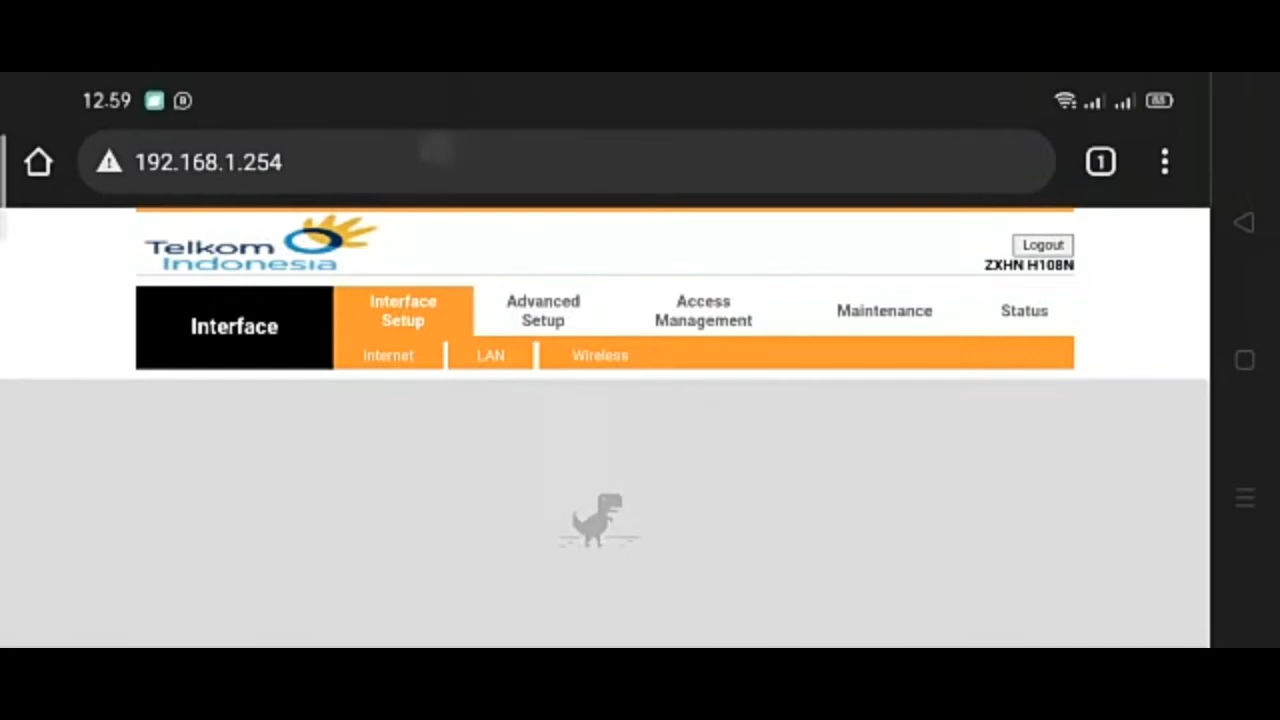 12.59
192.168.1.254
1
Telkom
Indonesia
Logout
ZXHN H108N
Interface
Interface
Setup
Advanced
Setup
Access
Management
Maintenance
Status
Internet
LAN
Wireless